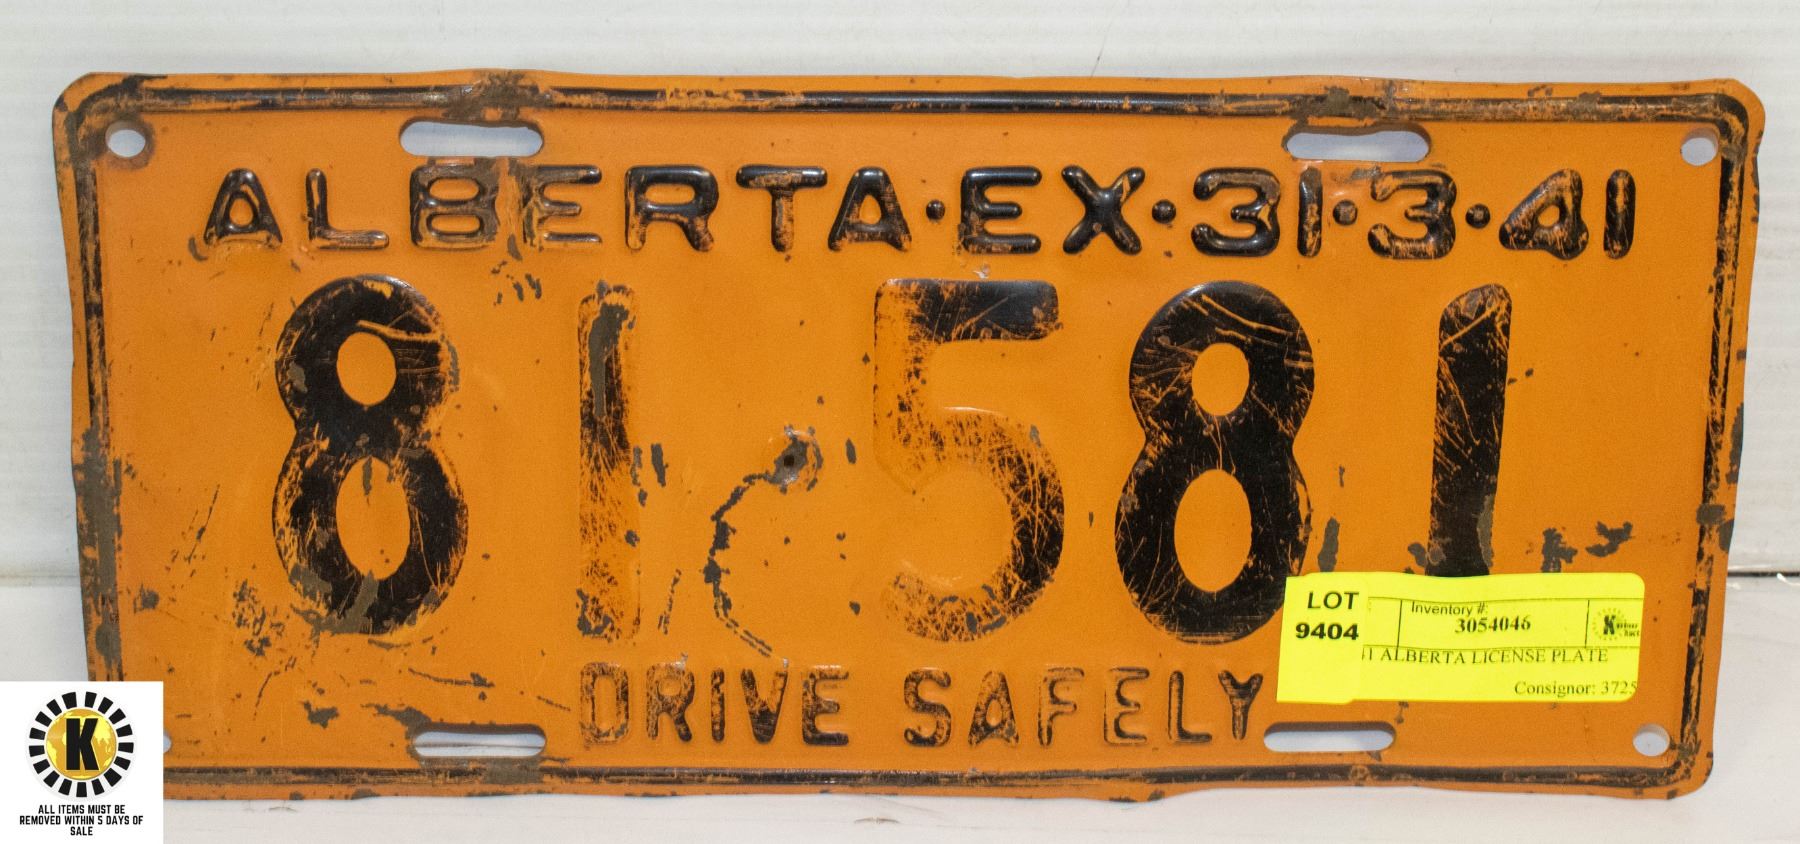 ALBERTA·EX·31·3·41
81 581
DRIVE SAFELY
LOT
9404
Inventory #:
3054046
ALBERTA LICENSE PLATE
Consignor: 3725
K
ALL ITEMS MUST BE
REMOVED WITHIN 5 DAYS OF
SALE